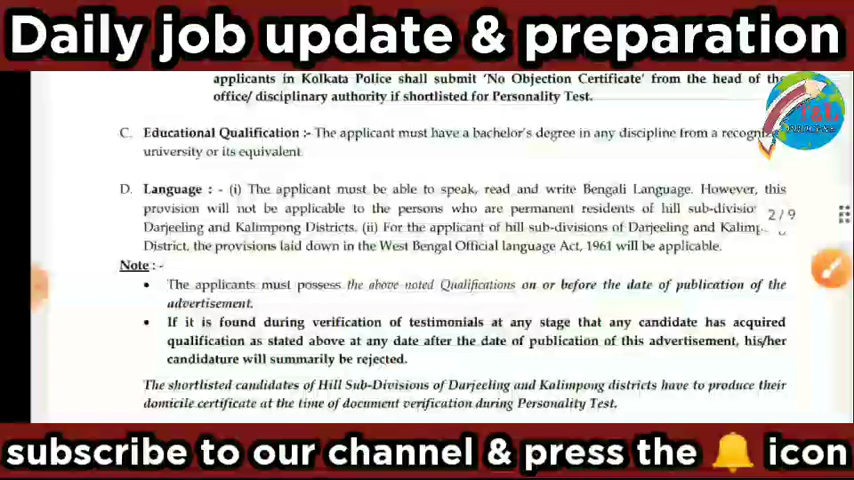 Daily job update & preparation
applicants in Kolkata Police shall submit ‘No Objection Certificate’ from the head of the
office/ disciplinary authority if shortlisted for Personality Test.
C. Educational Qualification :- The applicant must have a bachelor’s degree in any discipline from a recogniz
university or its equivalent
D. Language : - (i) The applicant must be able to speak, read and write Bengali Language. However, this
provision will not be applicable to the persons who are permanent residents of hill sub-divisio
Darjeeling and Kalimpong Districts. (ii) For the applicant of hill sub-divisions of Darjeeling and Kalimp
District, the provisions laid down in the West Bengal Official language Act, 1961 will be applicable.
2/9
Note :-
• The applicants must possess the above noted Qualifications on or before the date of publication of the
advertisement.
• If it is found during verification of testimonials at any stage that any candidate has acquired
qualification as stated above at any date after the date of publication of this advertisement, his/her
candidature will summarily be rejected.
The shortlisted candidates of Hill Sub-Divisions of Darjeeling and Kalimpong districts have to produce their
domicile certificate at the time of document verification during Personality Test.
subscribe to our channel & press the 🔔 icon